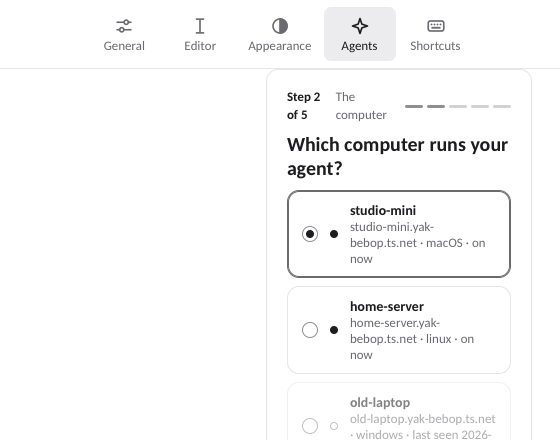 General
Editor
Appearance
Agents
Shortcuts
Step 2 of 5
The computer
Which computer runs your
agent?
studio-mini
studio-mini.yak-
bebop.ts.net · macOS · on
now
home-server
home-server.yak-
bebop.ts.net · linux · on
now
old-laptop
old-laptop.yak-bebop.ts.net
· windows · last seen 2026-